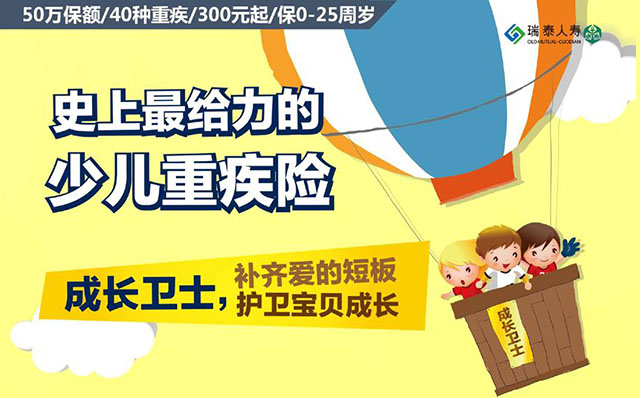 50万保额/40种重疾/300元起/保0-25周岁
瑞泰人寿
OLD MUTUAL-GUODIAN
史上最给力的
少儿重疾险
成长卫士，
补齐爱的短板
护卫宝贝成长
成长卫士